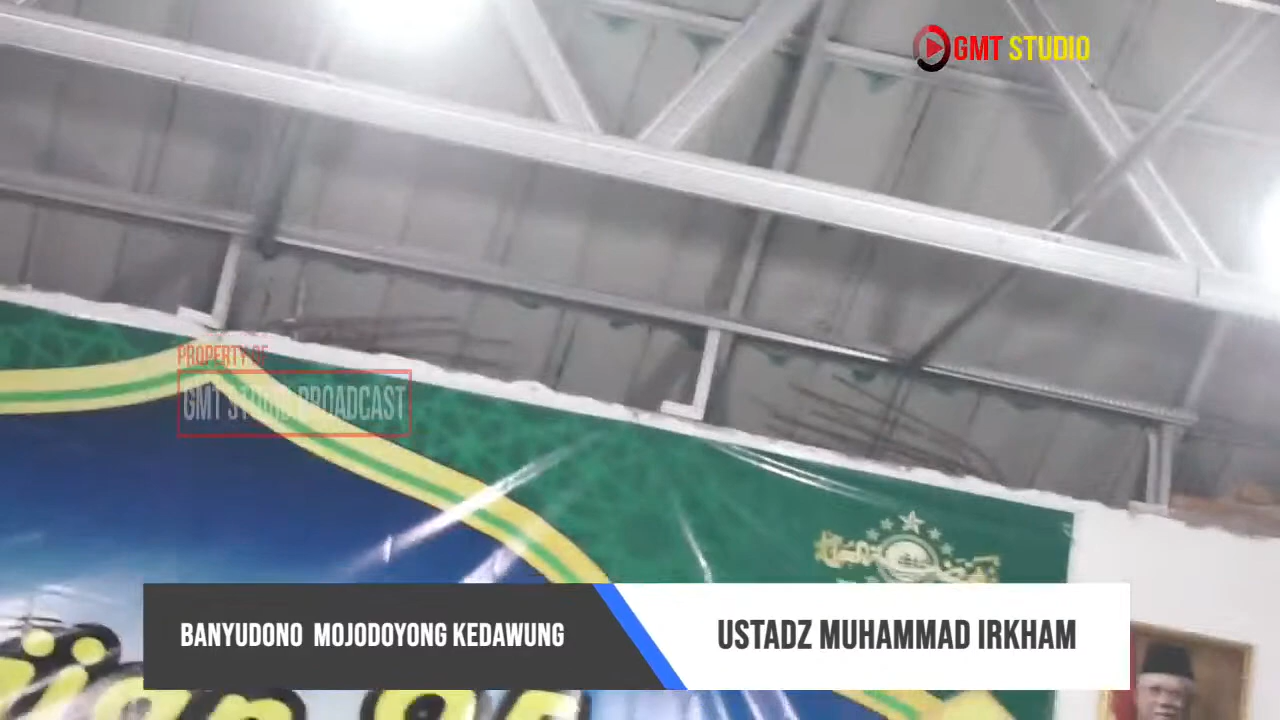 GMT STUDIO
PROPERTY OF
GMT STUDIO BROADCAST
BANYUDONO MOJODOYONG KEDAWUNG
USTADZ MUHAMMAD IRKHAM